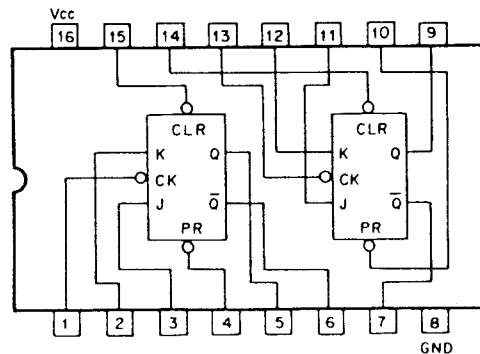 Vcc
16 15 14 13 12 11 10 9
CLR CLR
K Q K Q
CK CK
J Q̅ J Q̅
PR PR
1 2 3 4 5 6 7 8
GND